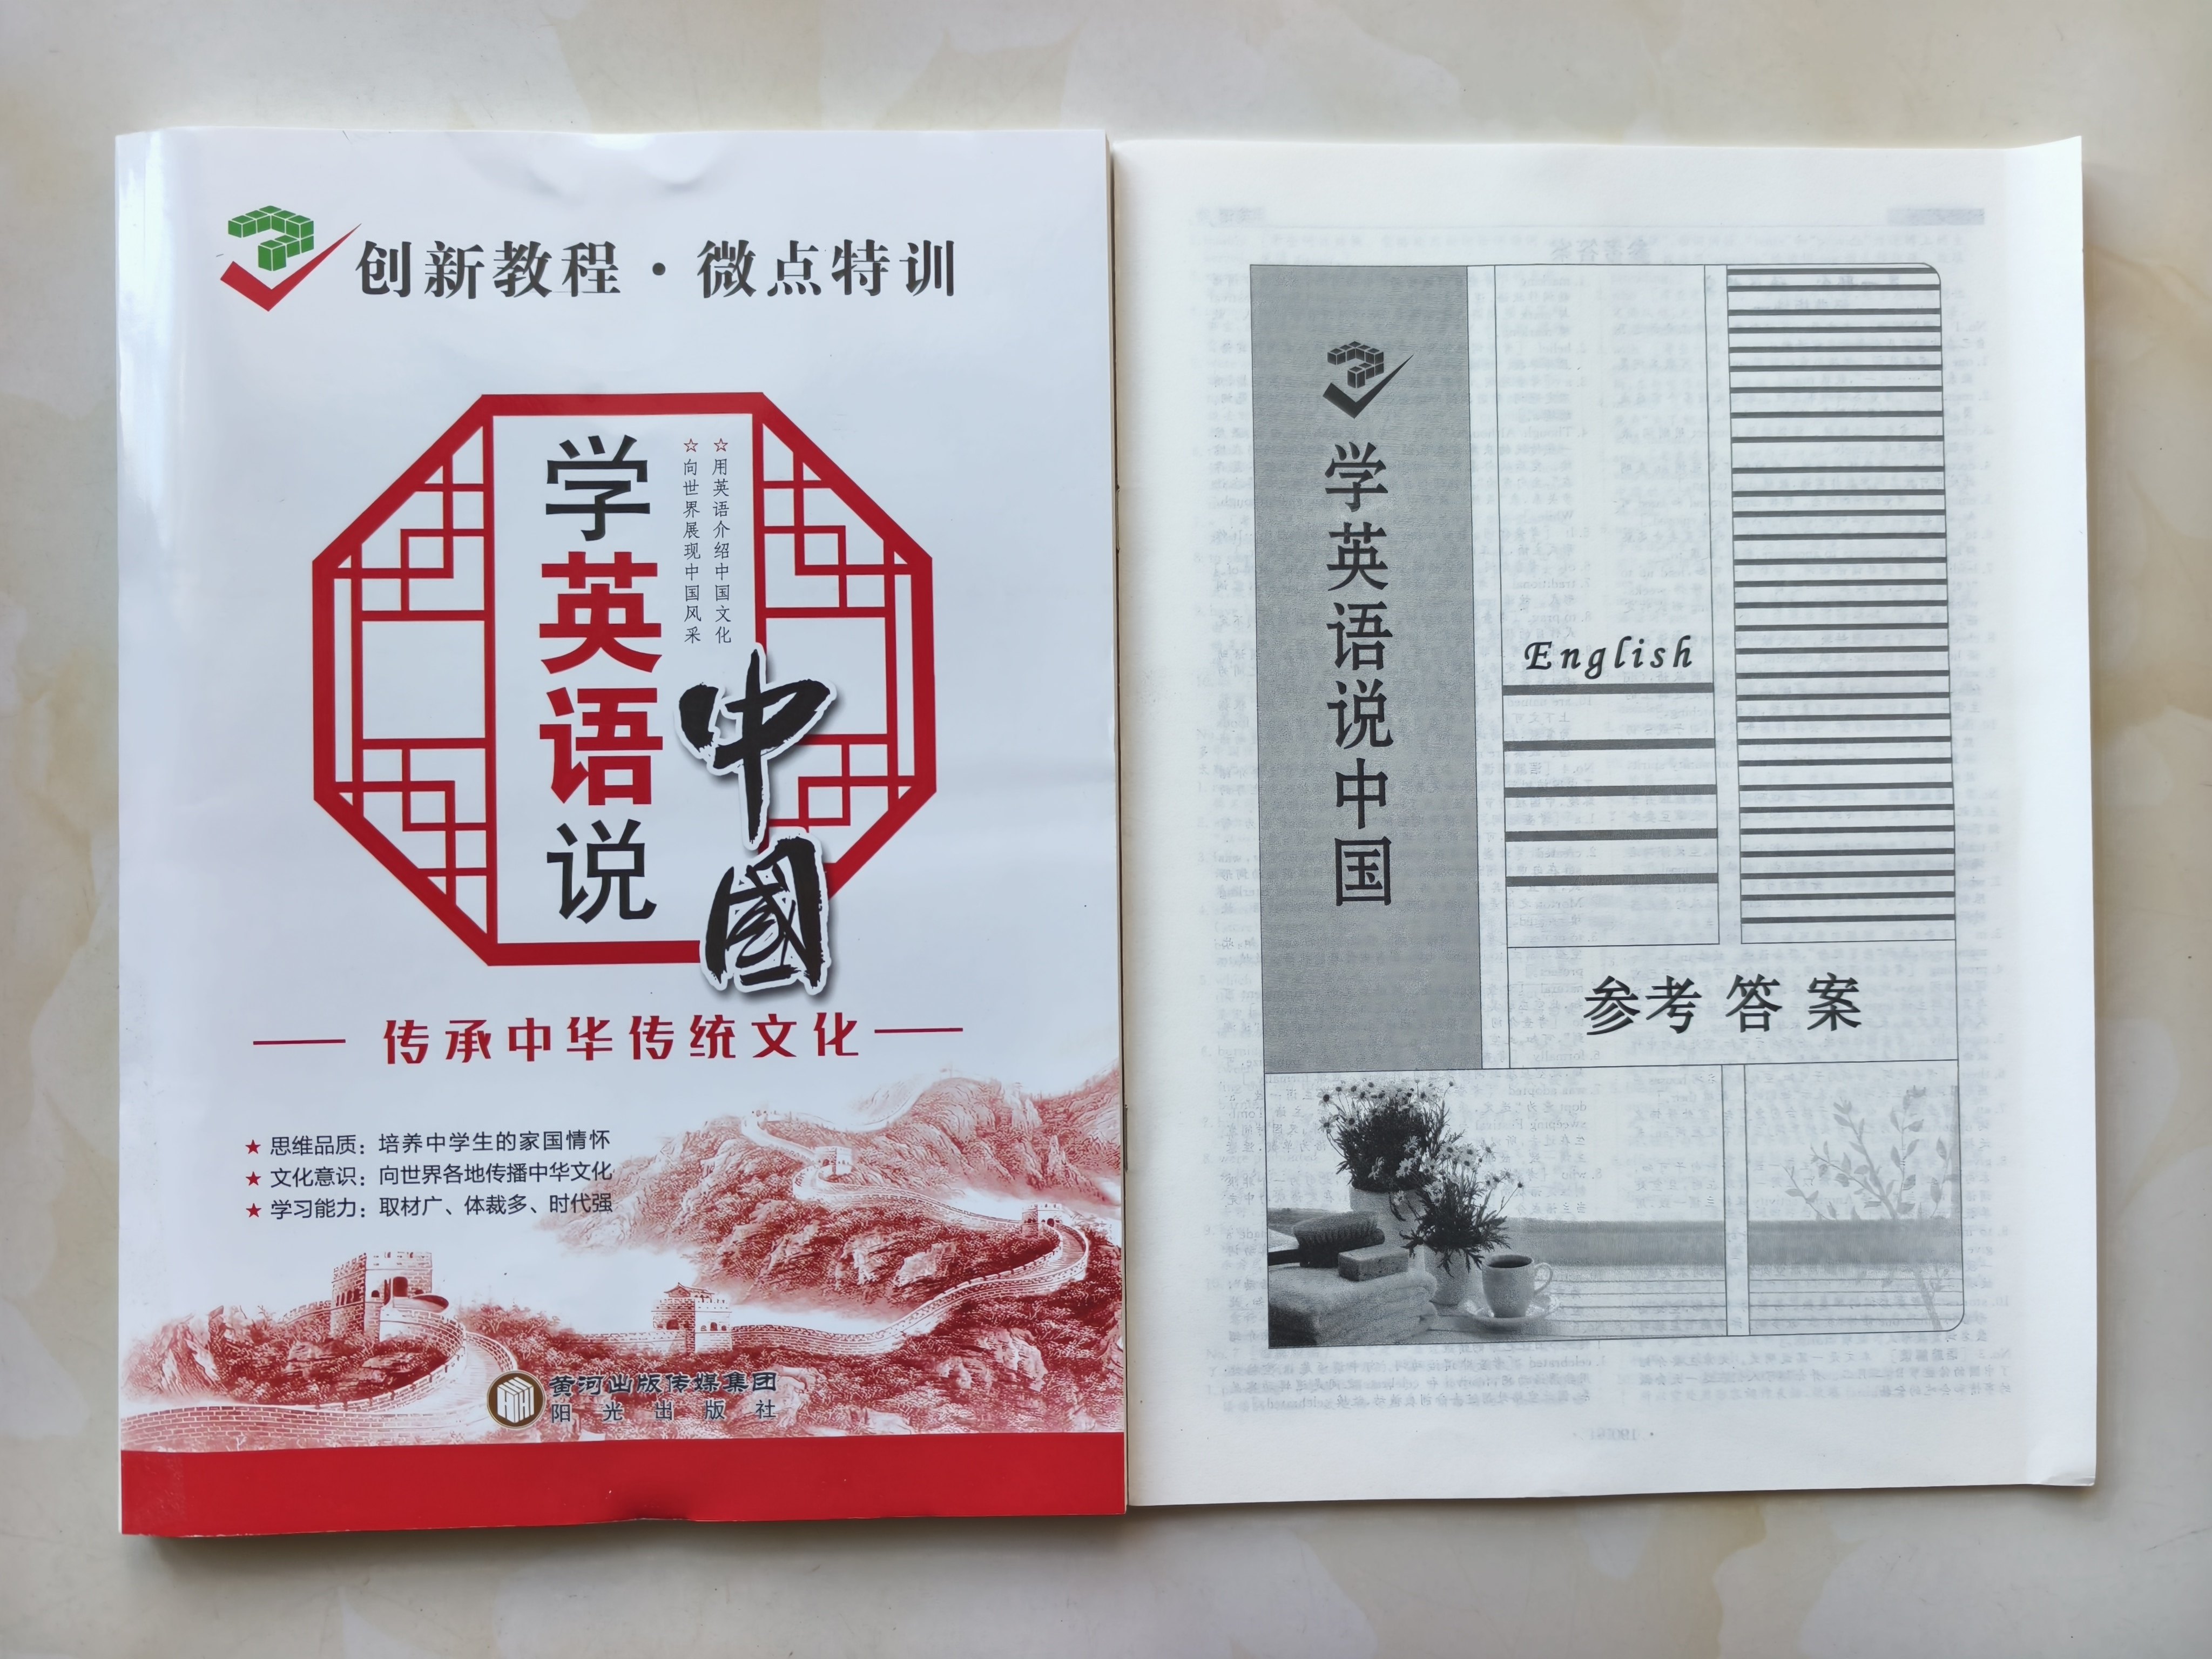 创新教程·微点特训
学英语说
中國
☆用英语介绍中国文化
☆向世界展现中国风采
传承中华传统文化
★ 思维品质：培养中学生的家国情怀
★ 文化意识：向世界各地传播中华文化
★ 学习能力：取材广、体裁多、时代强
黄河出版传媒集团
阳光出版社
学英语说中国
English
参考答案